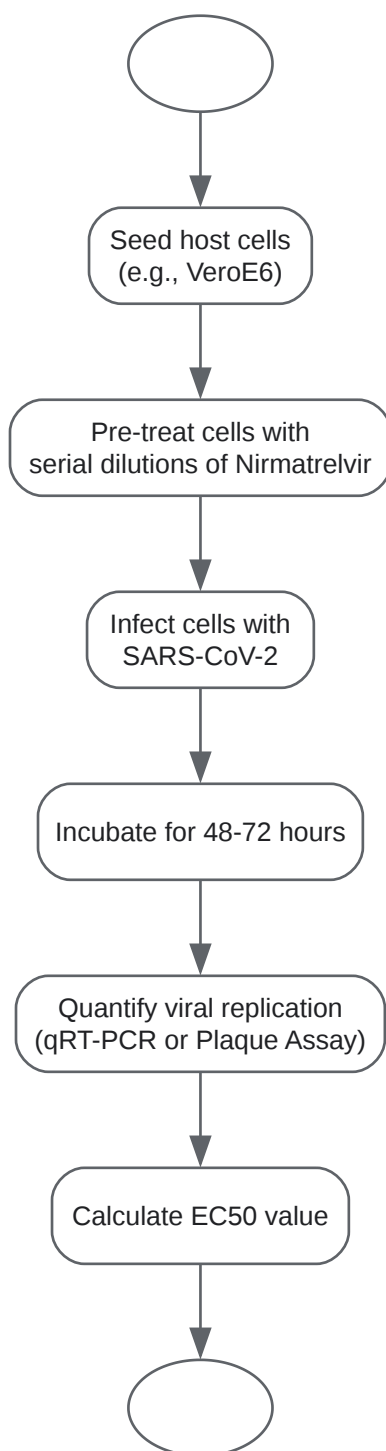 Seed host cells
(e.g., VeroE6)
Pre-treat cells with
serial dilutions of Nirmatrelvir
Infect cells with
SARS-CoV-2
Incubate for 48-72 hours
Quantify viral replication
(qRT-PCR or Plaque Assay)
Calculate EC50 value